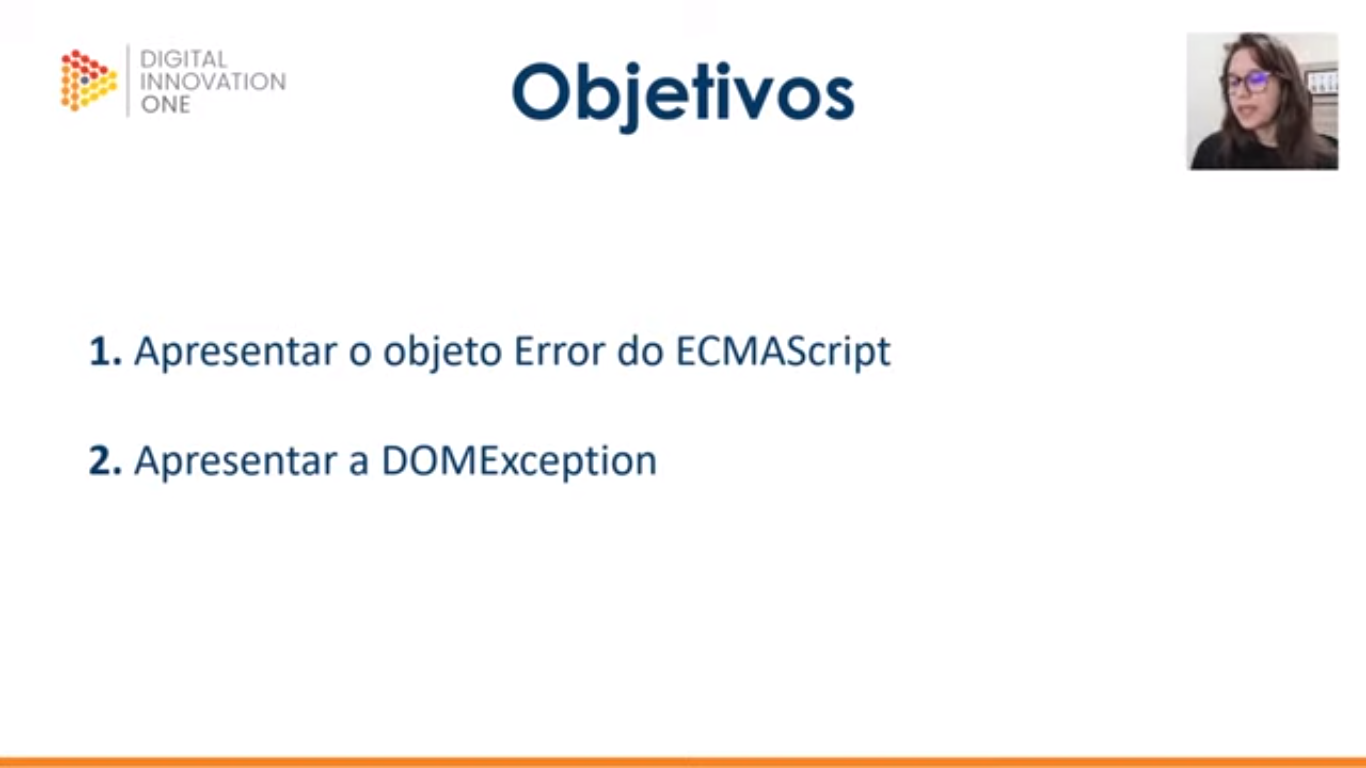 DIGITAL
INNOVATION
ONE
Objetivos
1. Apresentar o objeto Error do ECMAScript
2. Apresentar a DOMException